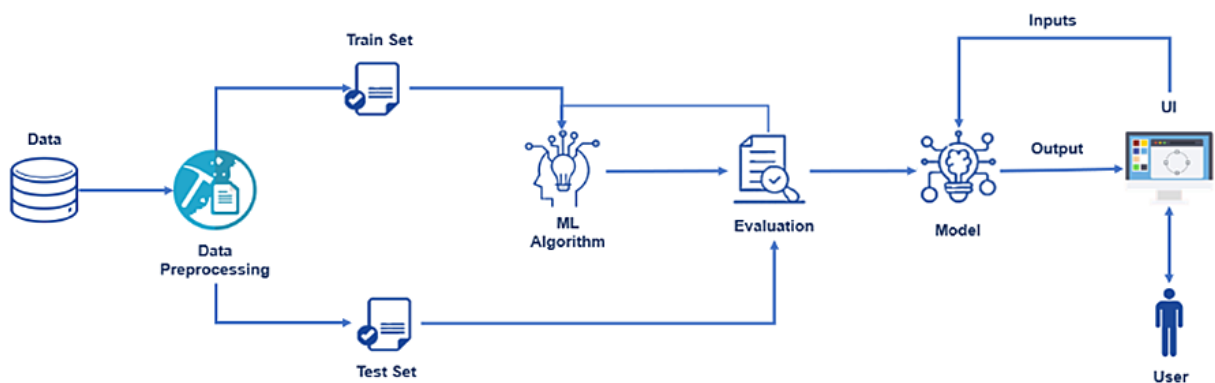 Inputs
Train Set
UI
Data
Output
ML
Algorithm
Evaluation
Model
Data
Preprocessing
Test Set
User